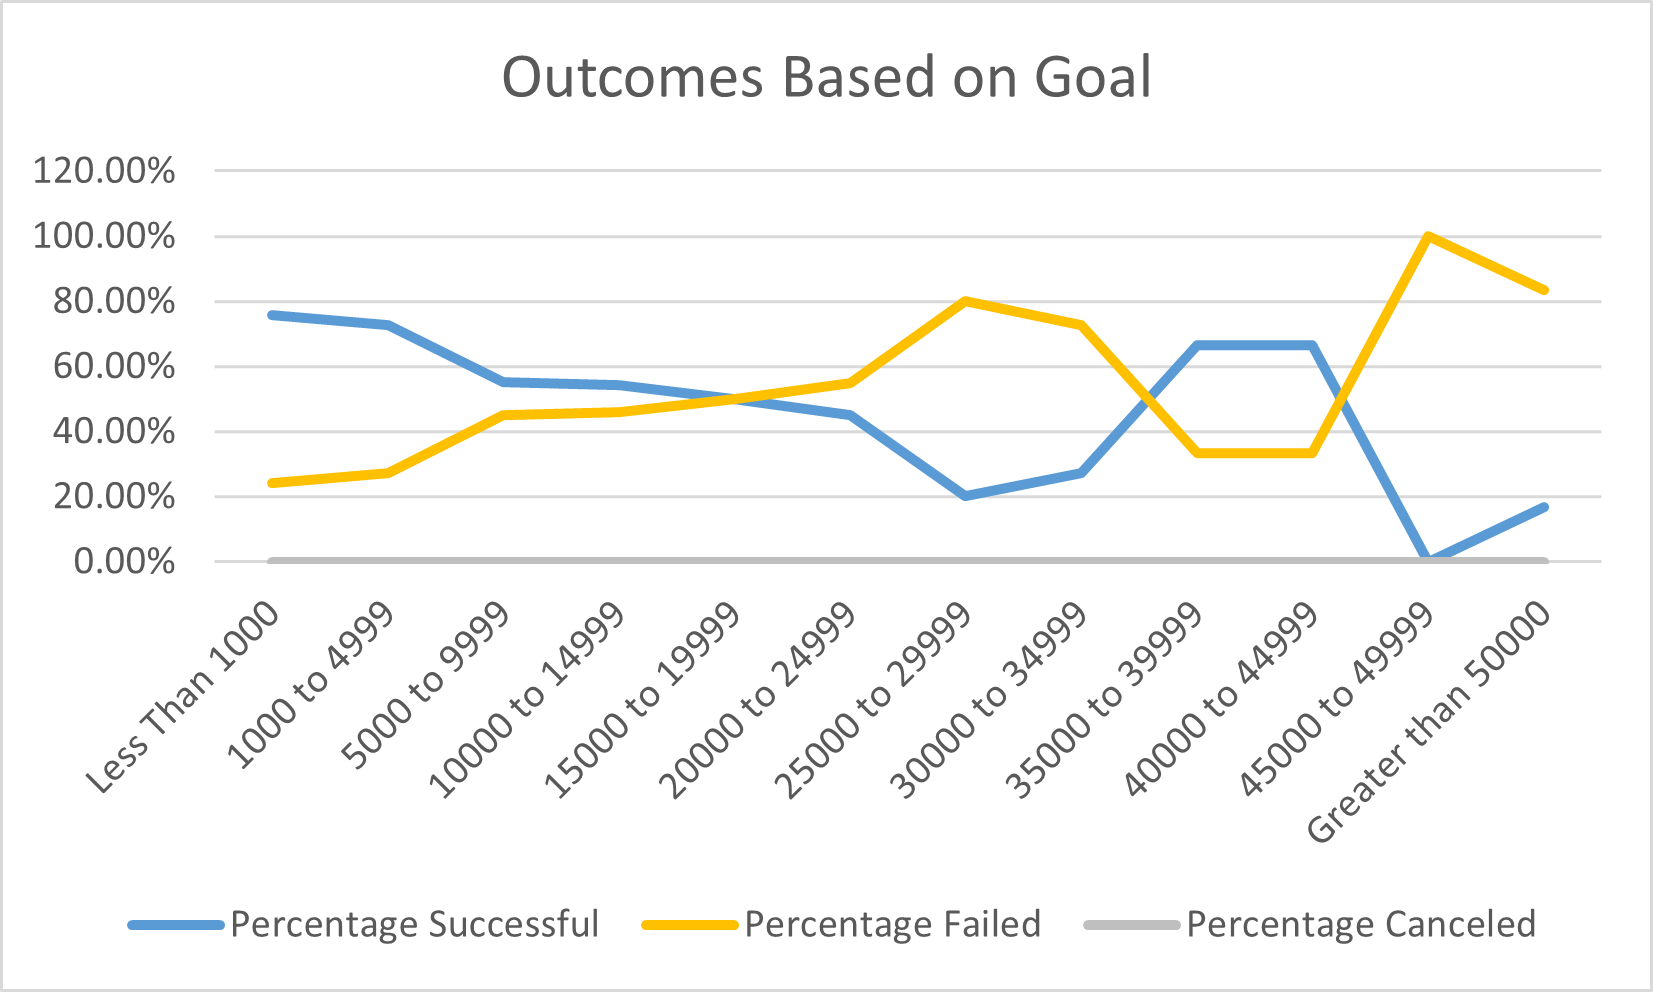 Outcomes Based on Goal
120.00%
100.00%
80.00%
60.00%
40.00%
20.00%
0.00%
Less Than 1000
1000 to 4999
5000 to 9999
10000 to 14999
15000 to 19999
20000 to 24999
25000 to 29999
30000 to 34999
35000 to 39999
40000 to 44999
45000 to 49999
Greater than 50000
Percentage Successful
Percentage Failed
Percentage Canceled